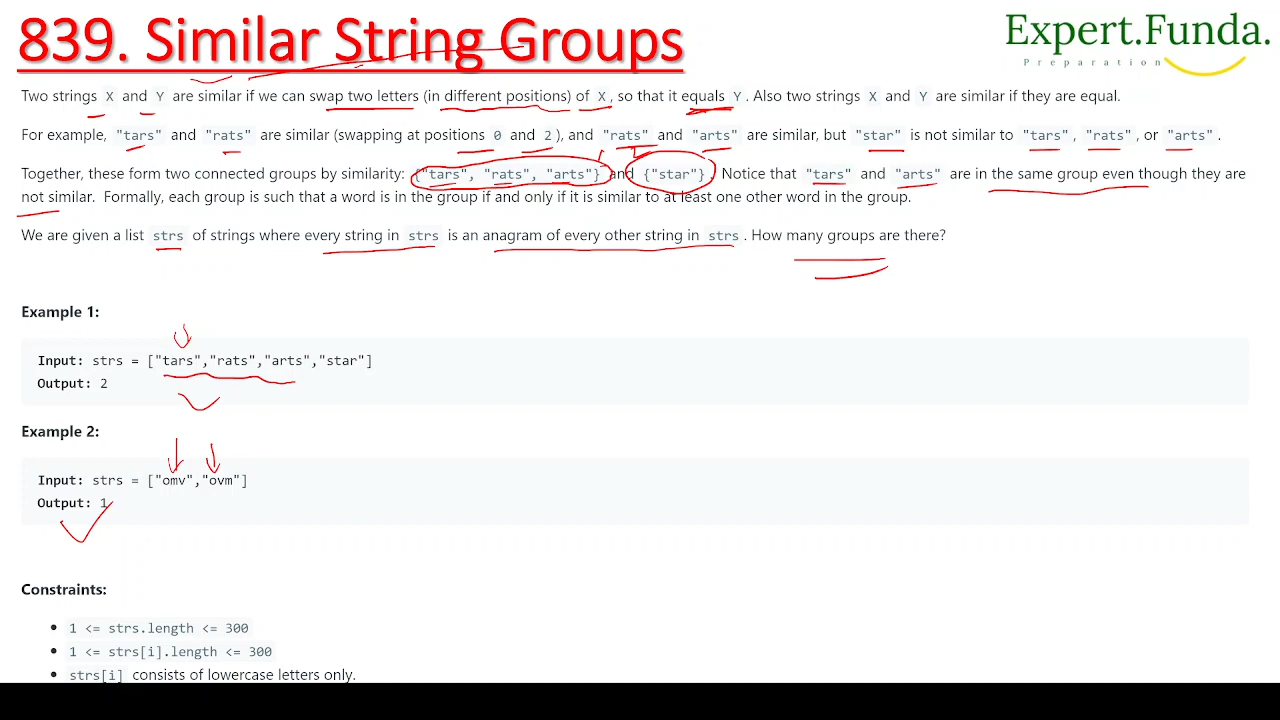 839. Similar String Groups
Expert.Funda.
Preparation
Two strings X and Y are similar if we can swap two letters (in different positions) of X, so that it equals Y. Also two strings X and Y are similar if they are equal.
For example, "tars" and "rats" are similar (swapping at positions 0 and 2), and "rats" and "arts" are similar, but "star" is not similar to "tars", "rats", or "arts".
Together, these form two connected groups by similarity: {"tars", "rats", "arts"} and {"star"}. Notice that "tars" and "arts" are in the same group even though they are
not similar. Formally, each group is such that a word is in the group if and only if it is similar to at least one other word in the group.
We are given a list strs of strings where every string in strs is an anagram of every other string in strs. How many groups are there?
Example 1:
Input: strs = ["tars","rats","arts","star"]
Output: 2
Example 2:
Input: strs = ["omv","ovm"]
Output: 1
Constraints:
• 1 <= strs.length <= 300
• 1 <= strs[i].length <= 300
• strs[i] consists of lowercase letters only.